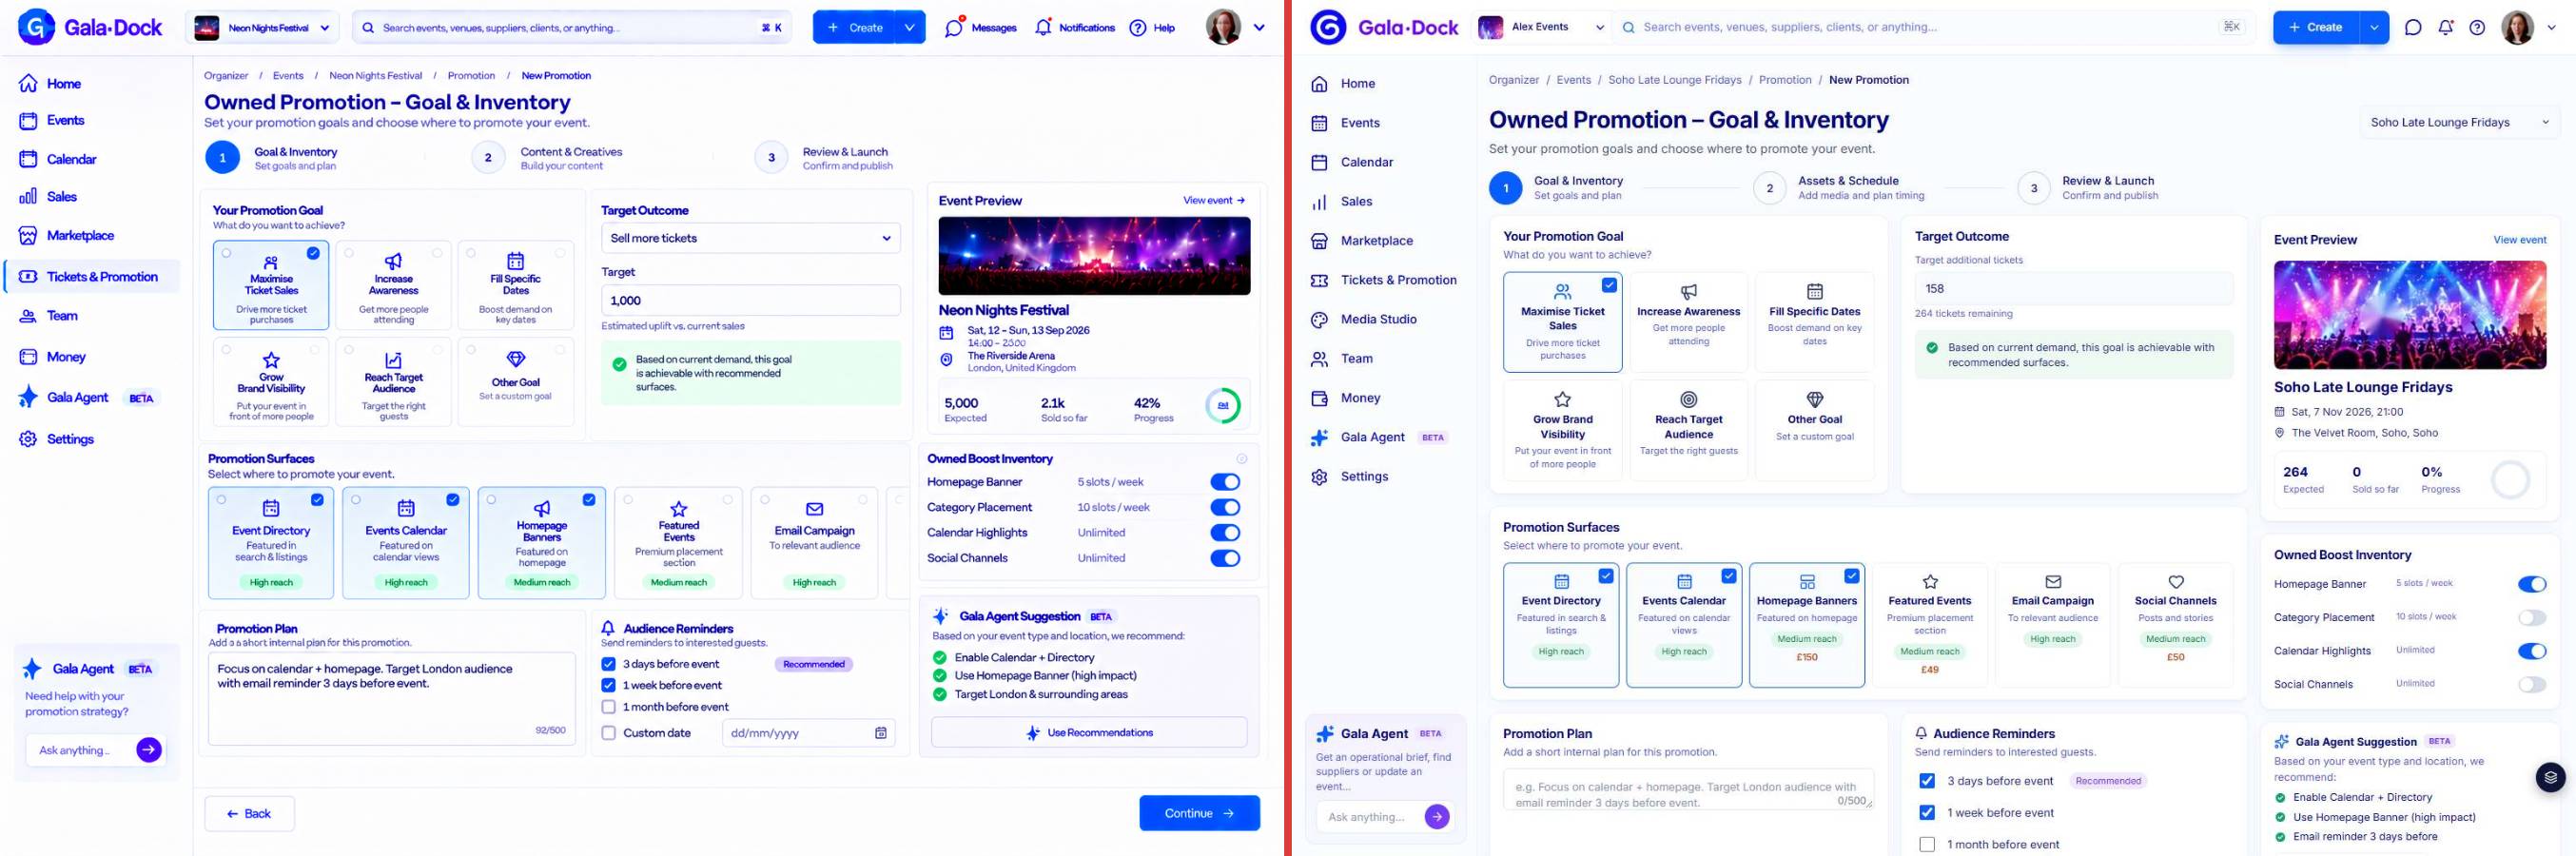 Gala•Dock
Neon Nights Festival
Search events, venues, suppliers, clients, or anything...
⌘ K
+ Create
Messages
Notifications
Help
Home
Events
Calendar
Sales
Marketplace
Tickets & Promotion
Team
Money
Gala Agent BETA
Settings
Gala Agent BETA
Need help with your
promotion strategy?
Ask anything..
Organizer / Events / Neon Nights Festival / Promotion / New Promotion
Owned Promotion – Goal & Inventory
Set your promotion goals and choose where to promote your event.
1 Goal & Inventory
Set goals and plan
2 Content & Creatives
Build your content
3 Review & Launch
Confirm and publish
Your Promotion Goal
What do you want to achieve?
Maximise
Ticket Sales
Drive more ticket
purchases
Increase
Awareness
Get more people
attending
Fill Specific
Dates
Boost demand on
key dates
Grow
Brand Visibility
Put your event in
front of more people
Reach Target
Audience
Target the right
guests
Other Goal
Set a custom goal
Target Outcome
Sell more tickets
Target
1,000
Estimated uplift vs. current sales
Based on current demand, this goal
is achievable with recommended
surfaces.
Event Preview
View event →
Neon Nights Festival
Sat, 12 – Sun, 13 Sep 2026
14:00 – 23:00
The Riverside Arena
London, United Kingdom
5,000
Expected
2.1k
Sold so far
42%
Progress
Promotion Surfaces
Select where to promote your event.
Event Directory
Featured in
search & listings
High reach
Events Calendar
Featured on
calendar views
High reach
Homepage
Banners
Featured on
homepage
Medium reach
Featured
Events
Premium placement
section
Medium reach
Email Campaign
To relevant audience
High reach
Owned Boost Inventory
Homepage Banner 5 slots / week
Category Placement 10 slots / week
Calendar Highlights Unlimited
Social Channels Unlimited
Promotion Plan
Add a a short internal plan for this promotion.
Focus on calendar + homepage. Target London audience
with email reminder 3 days before event.
92/500
Audience Reminders
Send reminders to interested guests.
3 days before event Recommended
1 week before event
1 month before event
Custom date dd/mm/yyyy
Gala Agent Suggestion BETA
Based on your event type and location, we recommend:
Enable Calendar + Directory
Use Homepage Banner (high impact)
Target London & surrounding areas
Use Recommendations
← Back
Continue →
Gala•Dock
Alex Events
Search events, venues, suppliers, clients, or anything...
⌘K
+ Create
Home
Events
Calendar
Sales
Marketplace
Tickets & Promotion
Media Studio
Team
Money
Gala Agent BETA
Settings
Gala Agent BETA
Get an operational brief, find
suppliers or update an
event...
Ask anything...
Organizer / Events / Soho Late Lounge Fridays / Promotion / New Promotion
Owned Promotion – Goal & Inventory
Set your promotion goals and choose where to promote your event.
Soho Late Lounge Fridays
1 Goal & Inventory
Set goals and plan
2 Assets & Schedule
Add media and plan timing
3 Review & Launch
Confirm and publish
Your Promotion Goal
What do you want to achieve?
Maximise Ticket
Sales
Drive more ticket
purchases
Increase Awareness
Get more people
attending
Fill Specific Dates
Boost demand on key
dates
Grow Brand
Visibility
Put your event in front
of more people
Reach Target
Audience
Target the right guests
Other Goal
Set a custom goal
Target Outcome
Target additional tickets
158
264 tickets remaining
Based on current demand, this goal is achievable with
recommended surfaces.
Event Preview
View event
Soho Late Lounge Fridays
Sat, 7 Nov 2026, 21:00
The Velvet Room, Soho, Soho
264
Expected
0
Sold so far
0%
Progress
Promotion Surfaces
Select where to promote your event.
Event Directory
Featured in search &
listings
High reach
Events Calendar
Featured on calendar
views
High reach
Homepage Banners
Featured on homepage
Medium reach
£150
Featured Events
Premium placement
section
Medium reach
£49
Email Campaign
To relevant audience
High reach
Social Channels
Posts and stories
Medium reach
£50
Owned Boost Inventory
Homepage Banner 5 slots / week
Category Placement 10 slots / week
Calendar Highlights Unlimited
Social Channels Unlimited
Promotion Plan
Add a short internal plan for this promotion.
e.g. Focus on calendar + homepage. Target London audience with
email reminder 3 days before event.
0/500
Audience Reminders
Send reminders to interested guests.
3 days before event Recommended
1 week before event
1 month before event
Gala Agent Suggestion BETA
Based on your event type and location, we
recommend:
Enable Calendar + Directory
Use Homepage Banner (high impact)
Email reminder 3 days before